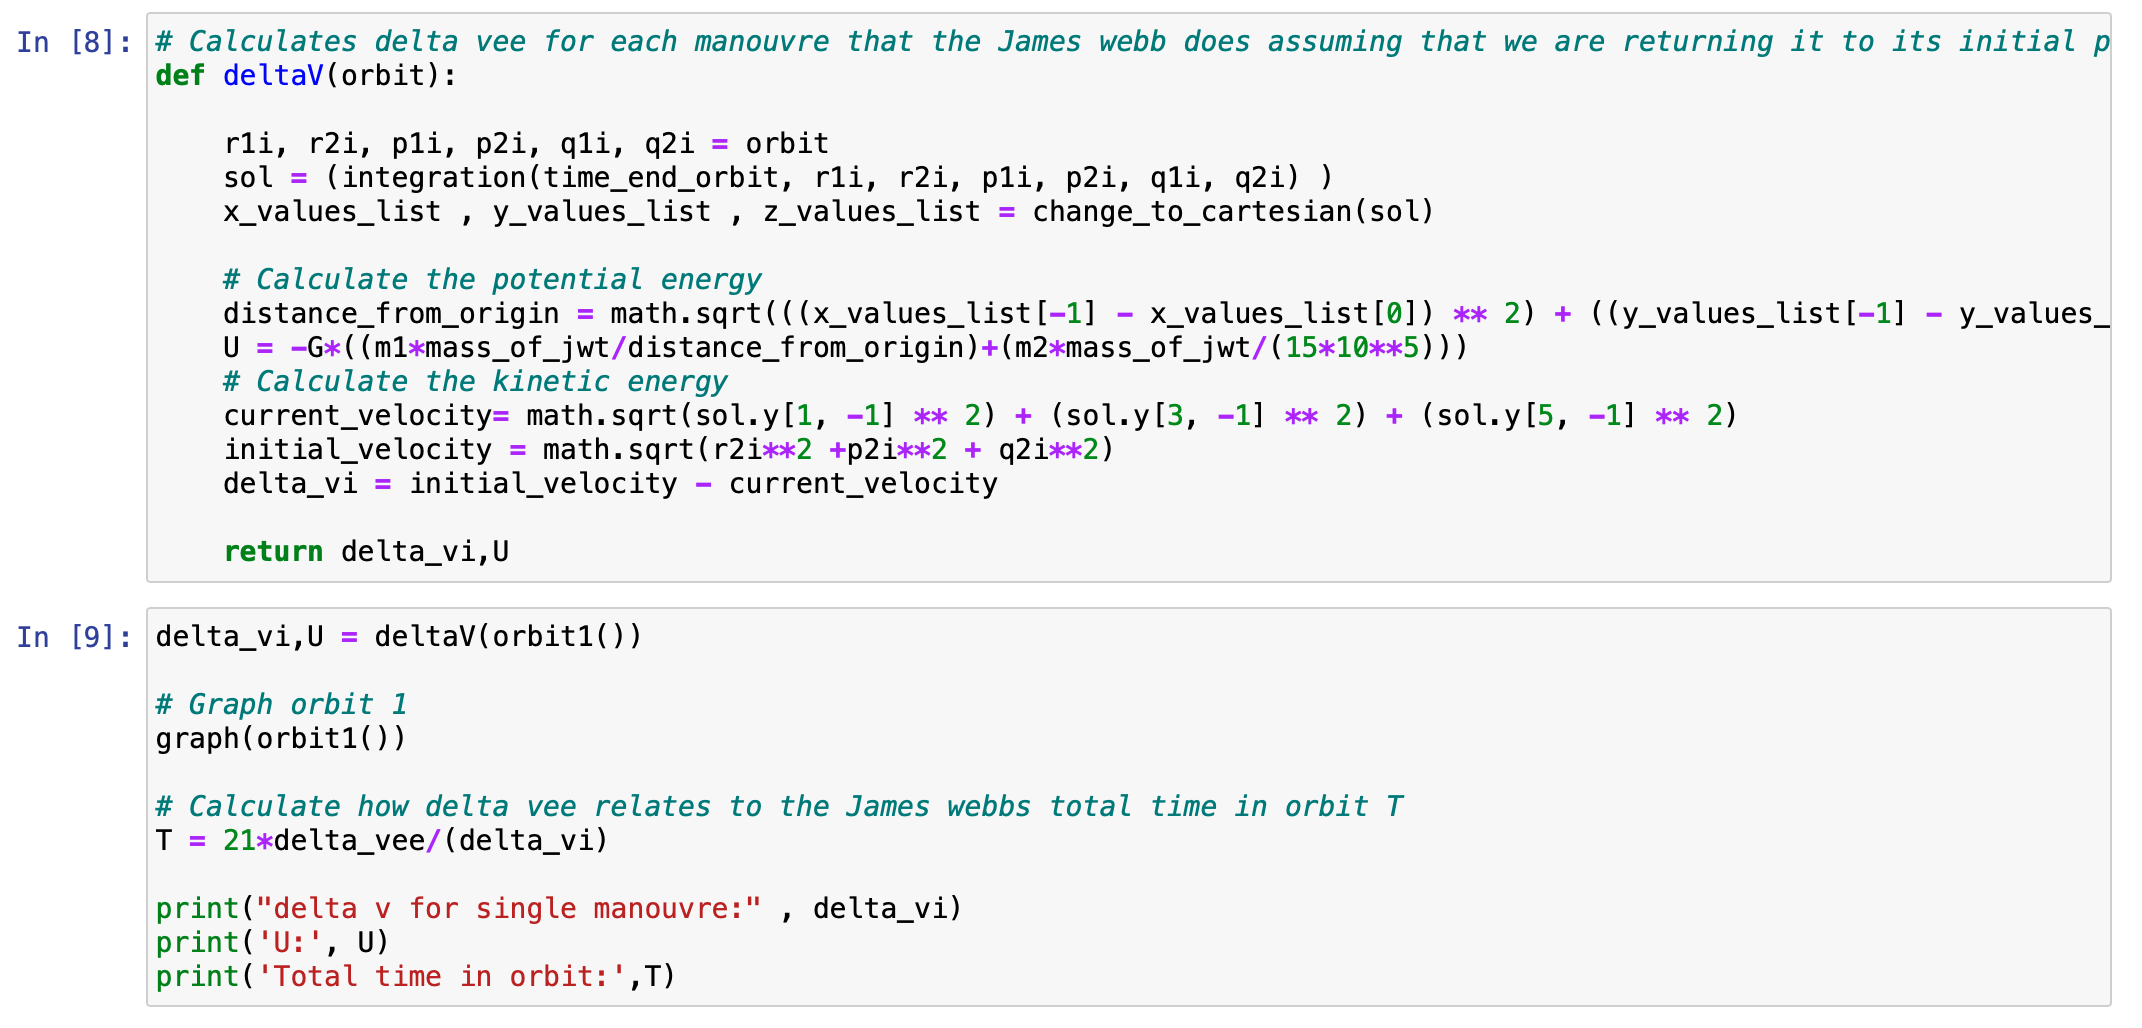 In [8]: # Calculates delta vee for each manouvre that the James webb does assuming that we are returning it to its initial p
def deltaV(orbit):
r1i, r2i, p1i, p2i, q1i, q2i = orbit
sol = (integration(time_end_orbit, r1i, r2i, p1i, p2i, q1i, q2i) )
x_values_list , y_values_list , z_values_list = change_to_cartesian(sol)
# Calculate the potential energy
distance_from_origin = math.sqrt(((x_values_list[-1] - x_values_list[0]) ** 2) + ((y_values_list[-1] - y_values_
U = -G*((m1*mass_of_jwt/distance_from_origin)+(m2*mass_of_jwt/(15*10**5)))
# Calculate the kinetic energy
current_velocity= math.sqrt(sol.y[1, -1] ** 2) + (sol.y[3, -1] ** 2) + (sol.y[5, -1] ** 2)
initial_velocity = math.sqrt(r2i**2 +p2i**2 + q2i**2)
delta_vi = initial_velocity - current_velocity
return delta_vi,U
In [9]: delta_vi,U = deltaV(orbit1())
# Graph orbit 1
graph(orbit1())
# Calculate how delta vee relates to the James webbs total time in orbit T
T = 21*delta_vee/(delta_vi)
print("delta v for single manouvre:" , delta_vi)
print('U:', U)
print('Total time in orbit:',T)